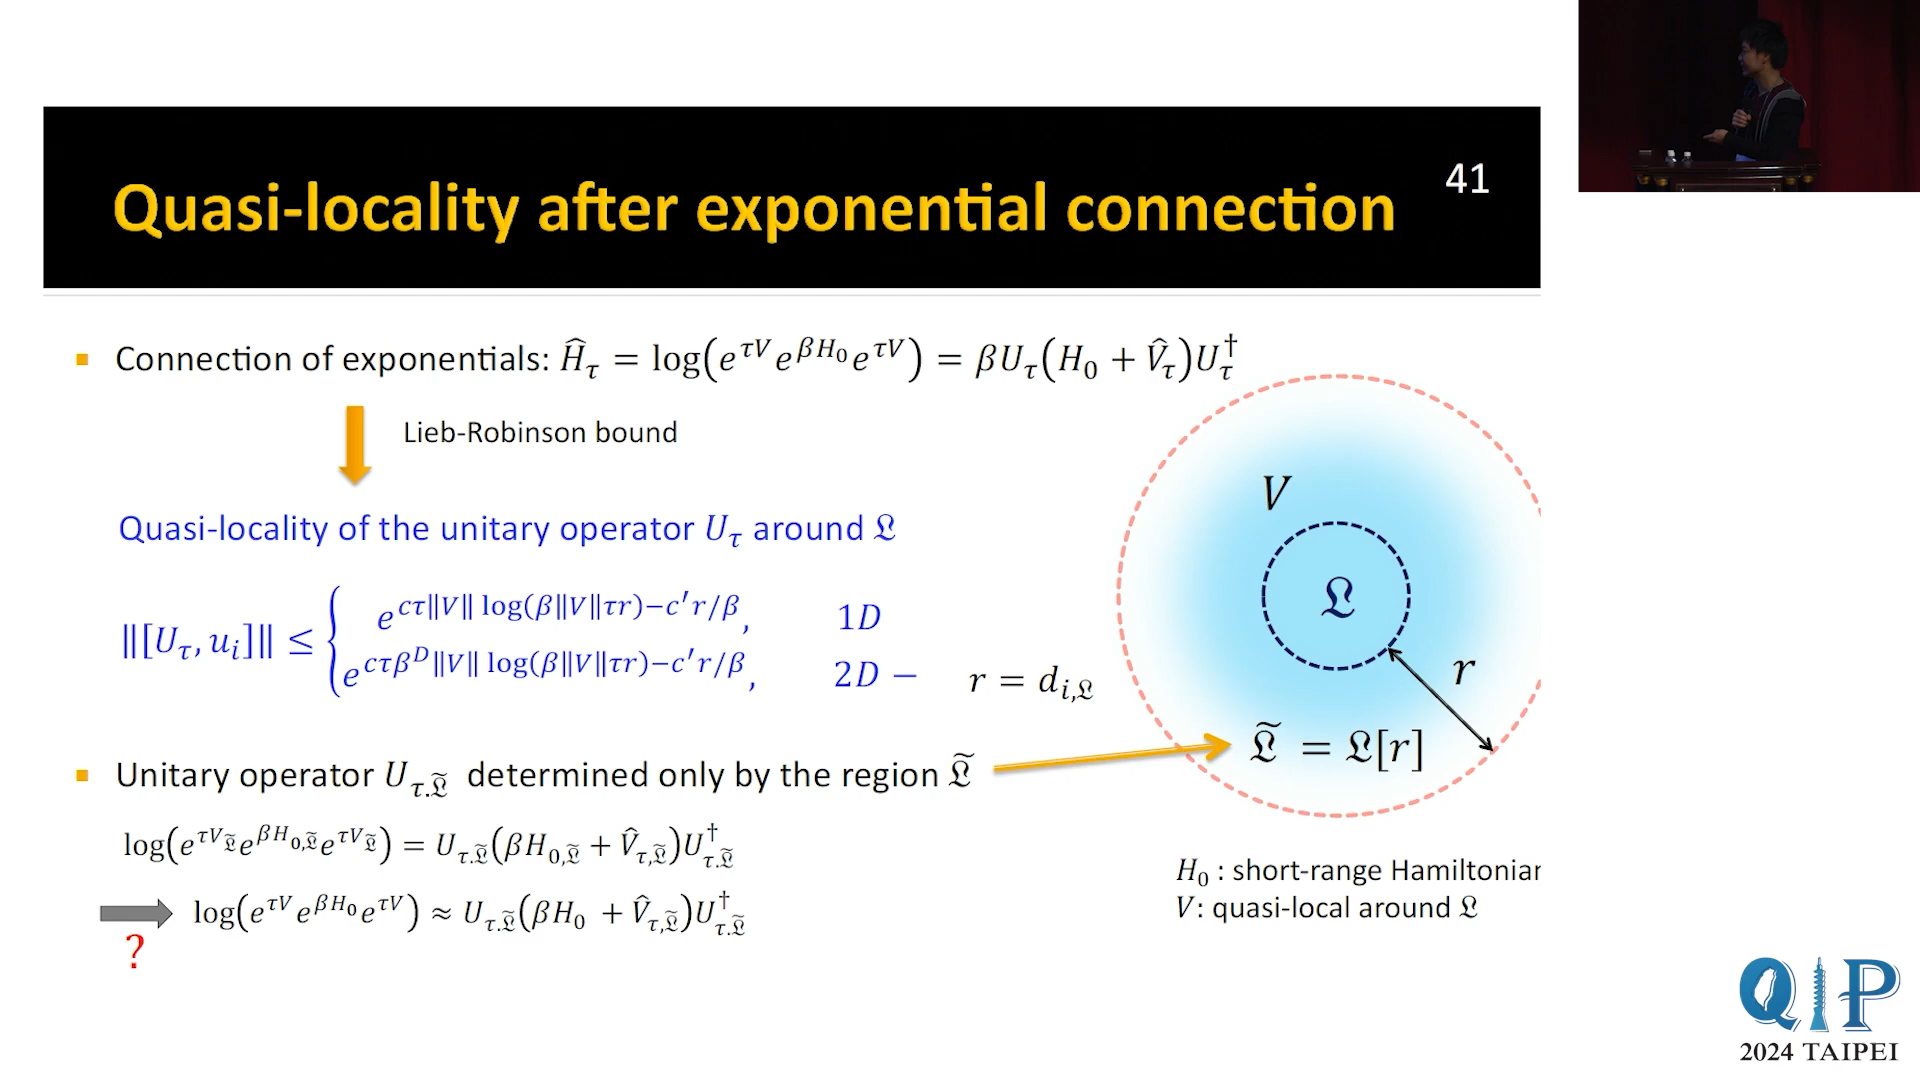 Quasi-locality after exponential connection
41
▪ Connection of exponentials: Ĥ_τ = log(e^{τV} e^{βH_0} e^{τV}) = βU_τ(H_0 + V̂_τ)U_τ^†
Lieb-Robinson bound
Quasi-locality of the unitary operator U_τ around 𝔏
‖[U_τ, u_i]‖ ≤ { e^{cτ‖V‖ log(β‖V‖τr)−c′r/β}, 1D
e^{cτβ^D‖V‖ log(β‖V‖τr)−c′r/β}, 2D −
r = d_{i,𝔏}
V
𝔏
r
𝔏̃ = 𝔏[r]
▪ Unitary operator U_{τ.𝔏̃} determined only by the region 𝔏̃
log(e^{τV_𝔏̃} e^{βH_{0,𝔏̃}} e^{τV_𝔏̃}) = U_{τ.𝔏̃}(βH_{0,𝔏̃} + V̂_{τ,𝔏̃})U_{τ.𝔏̃}^†
log(e^{τV} e^{βH_0} e^{τV}) ≈ U_{τ.𝔏̃}(βH_0 + V̂_{τ,𝔏̃})U_{τ.𝔏̃}^†
?
H_0 : short-range Hamiltonian
V: quasi-local around 𝔏
QIP
2024 TAIPEI